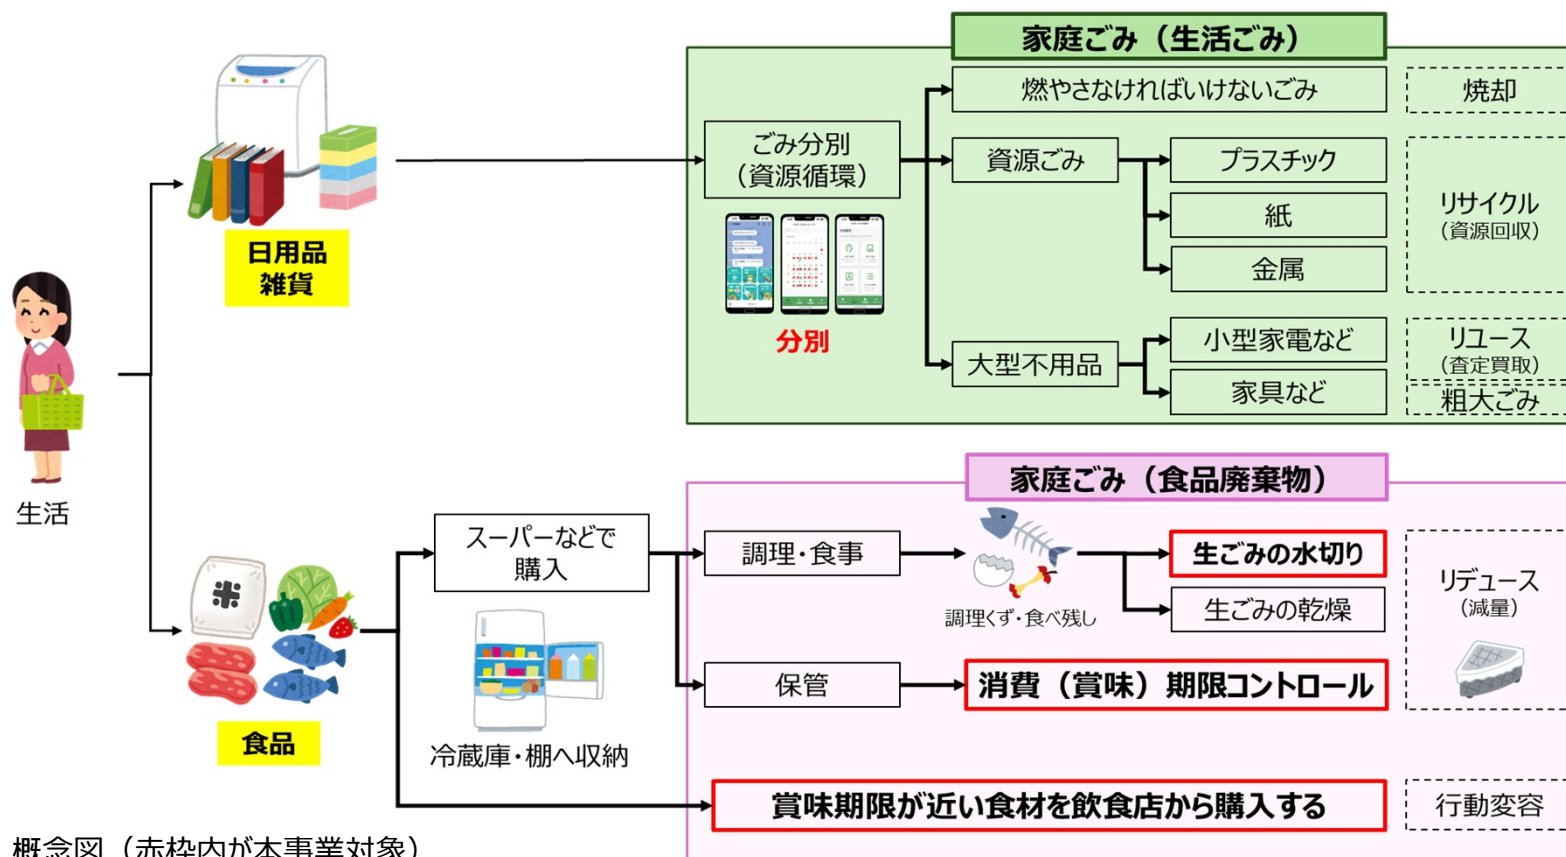 家庭ごみ（生活ごみ）
燃やさなければいけないごみ
焼却
ごみ分別
（資源循環）
資源ごみ
プラスチック
紙
金属
リサイクル
（資源回収）
分別
大型不用品
小型家電など
家具など
リユース
（査定買取）
粗大ごみ
日用品
雑貨
生活
家庭ごみ（食品廃棄物）
スーパーなどで
購入
調理・食事
調理くず・食べ残し
生ごみの水切り
生ごみの乾燥
リデュース
（減量）
米
保管
消費（賞味）期限コントロール
食品
冷蔵庫・棚へ収納
賞味期限が近い食材を飲食店から購入する
行動変容
概念図（赤枠内が本事業対象）